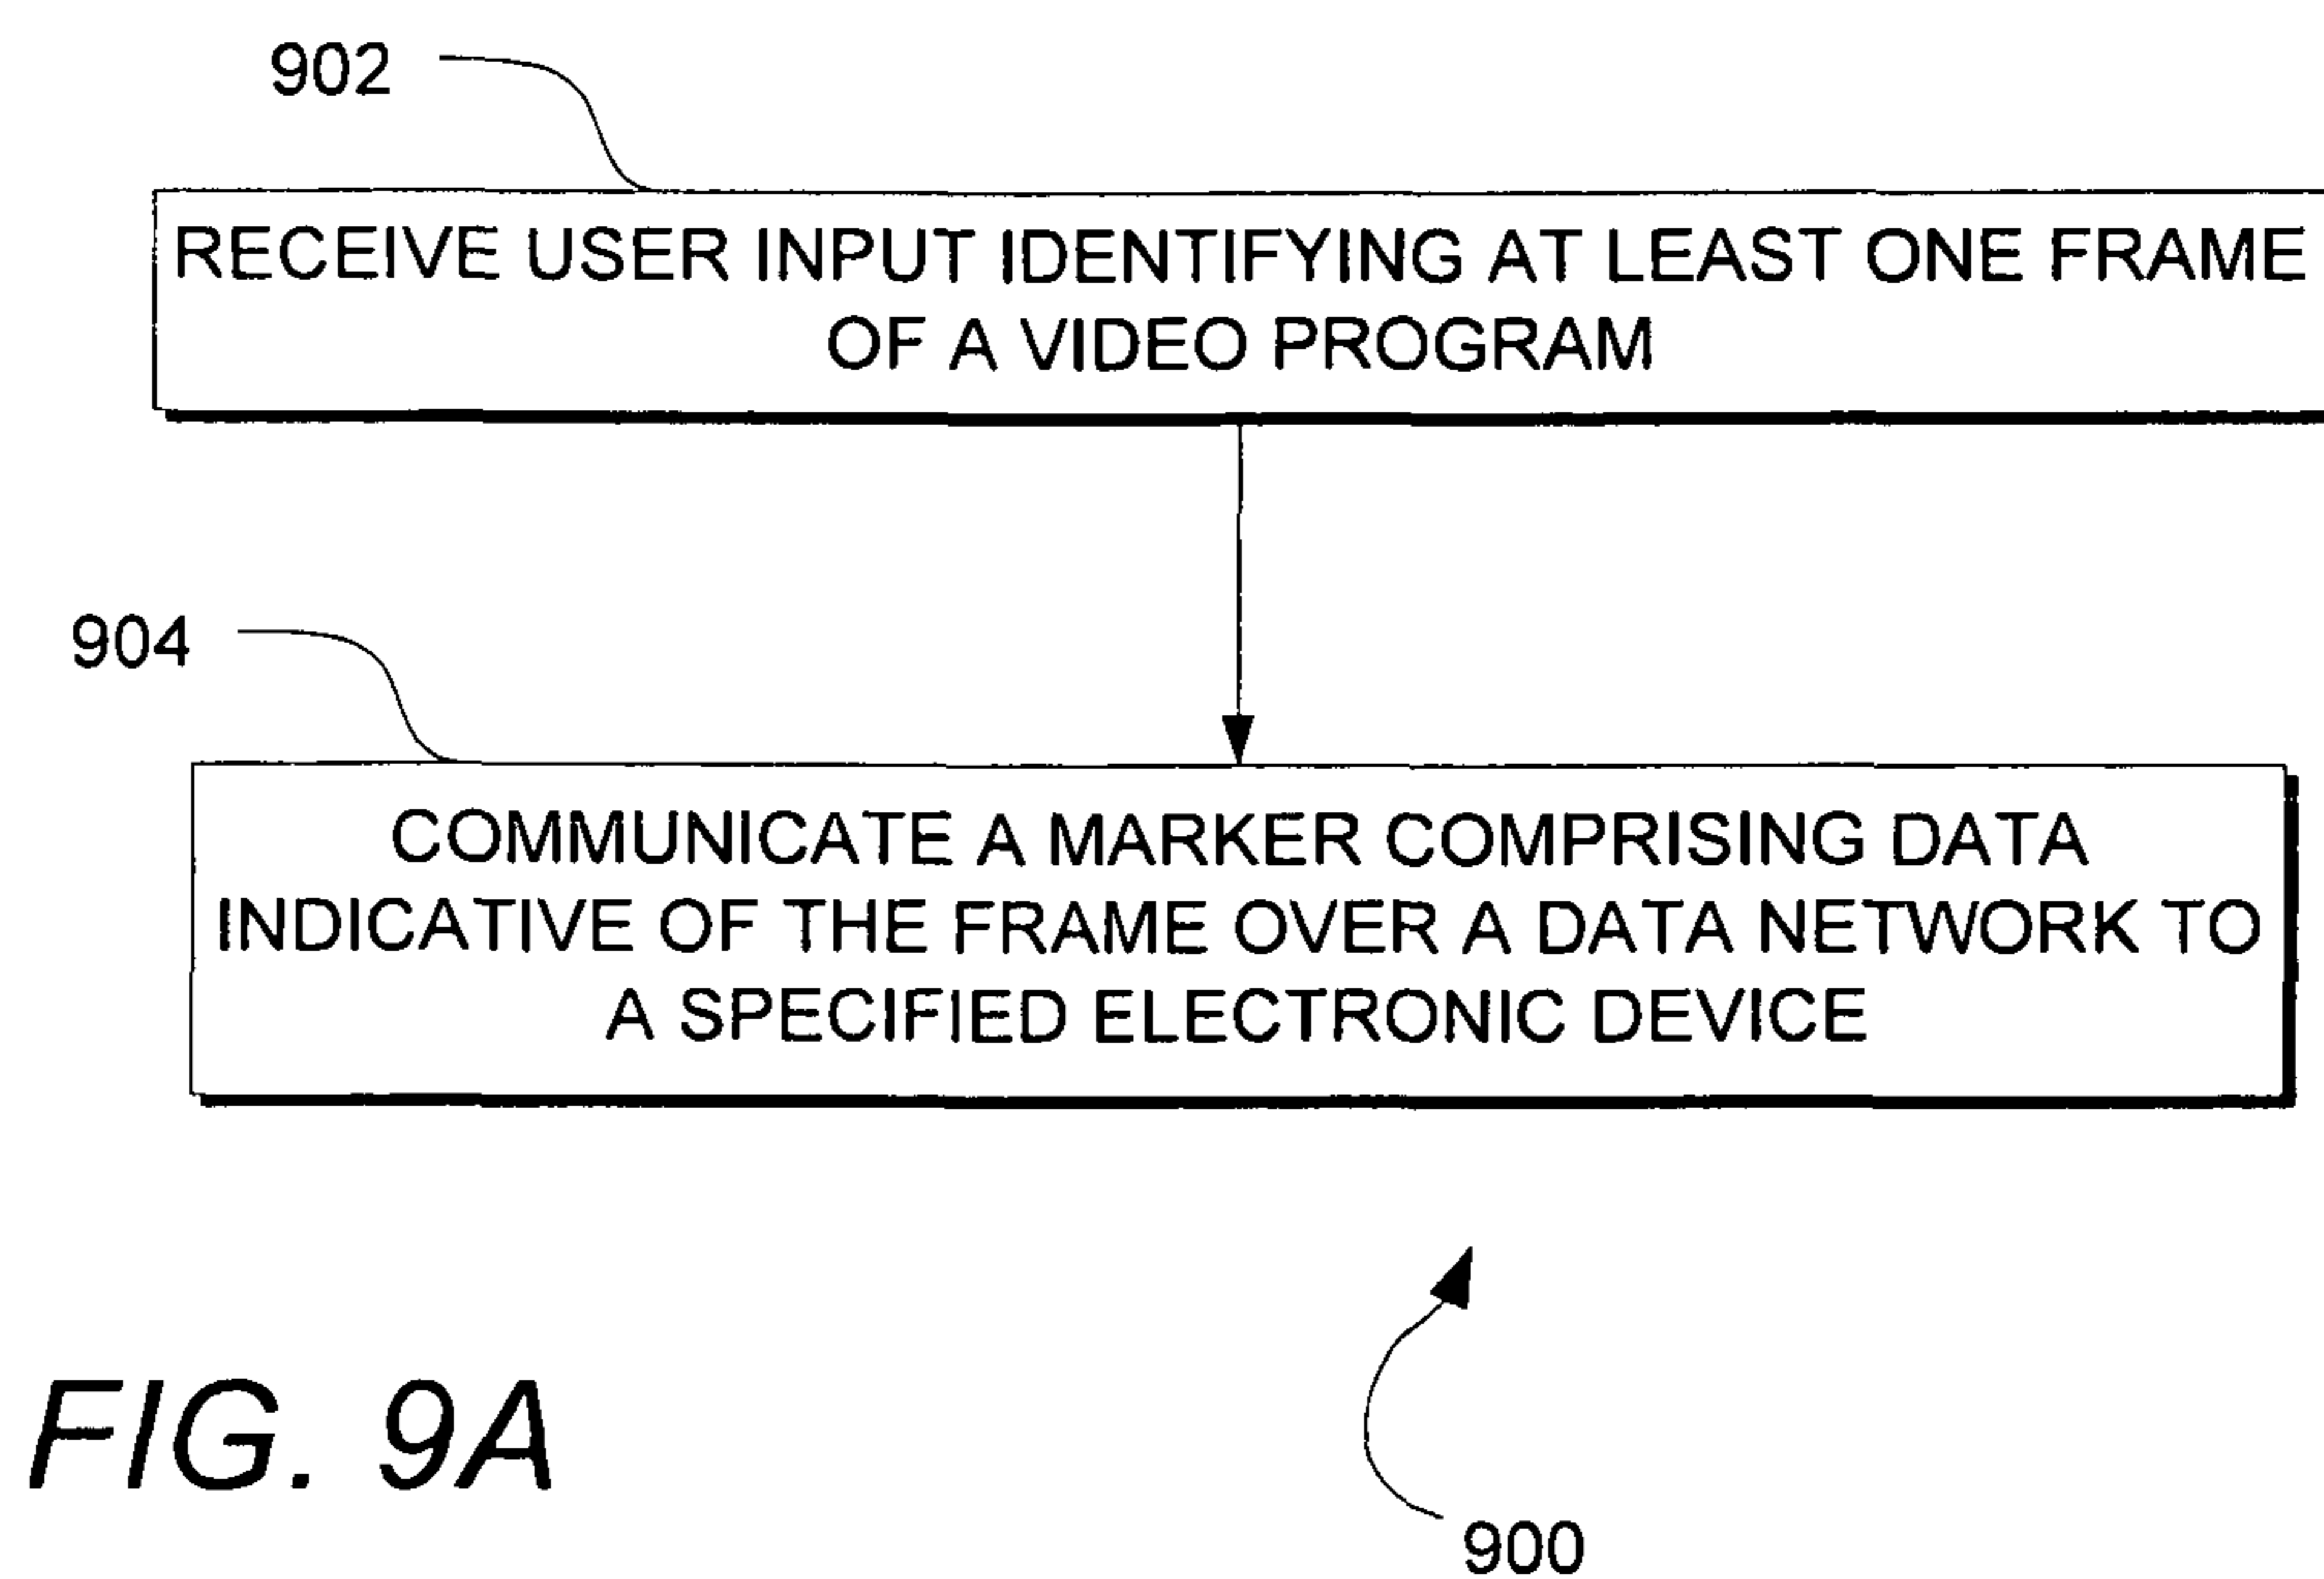 902
RECEIVE USER INPUT IDENTIFYING AT LEAST ONE FRAME
OF A VIDEO PROGRAM
904
COMMUNICATE A MARKER COMPRISING DATA
INDICATIVE OF THE FRAME OVER A DATA NETWORK TO
A SPECIFIED ELECTRONIC DEVICE
FIG. 9A
900